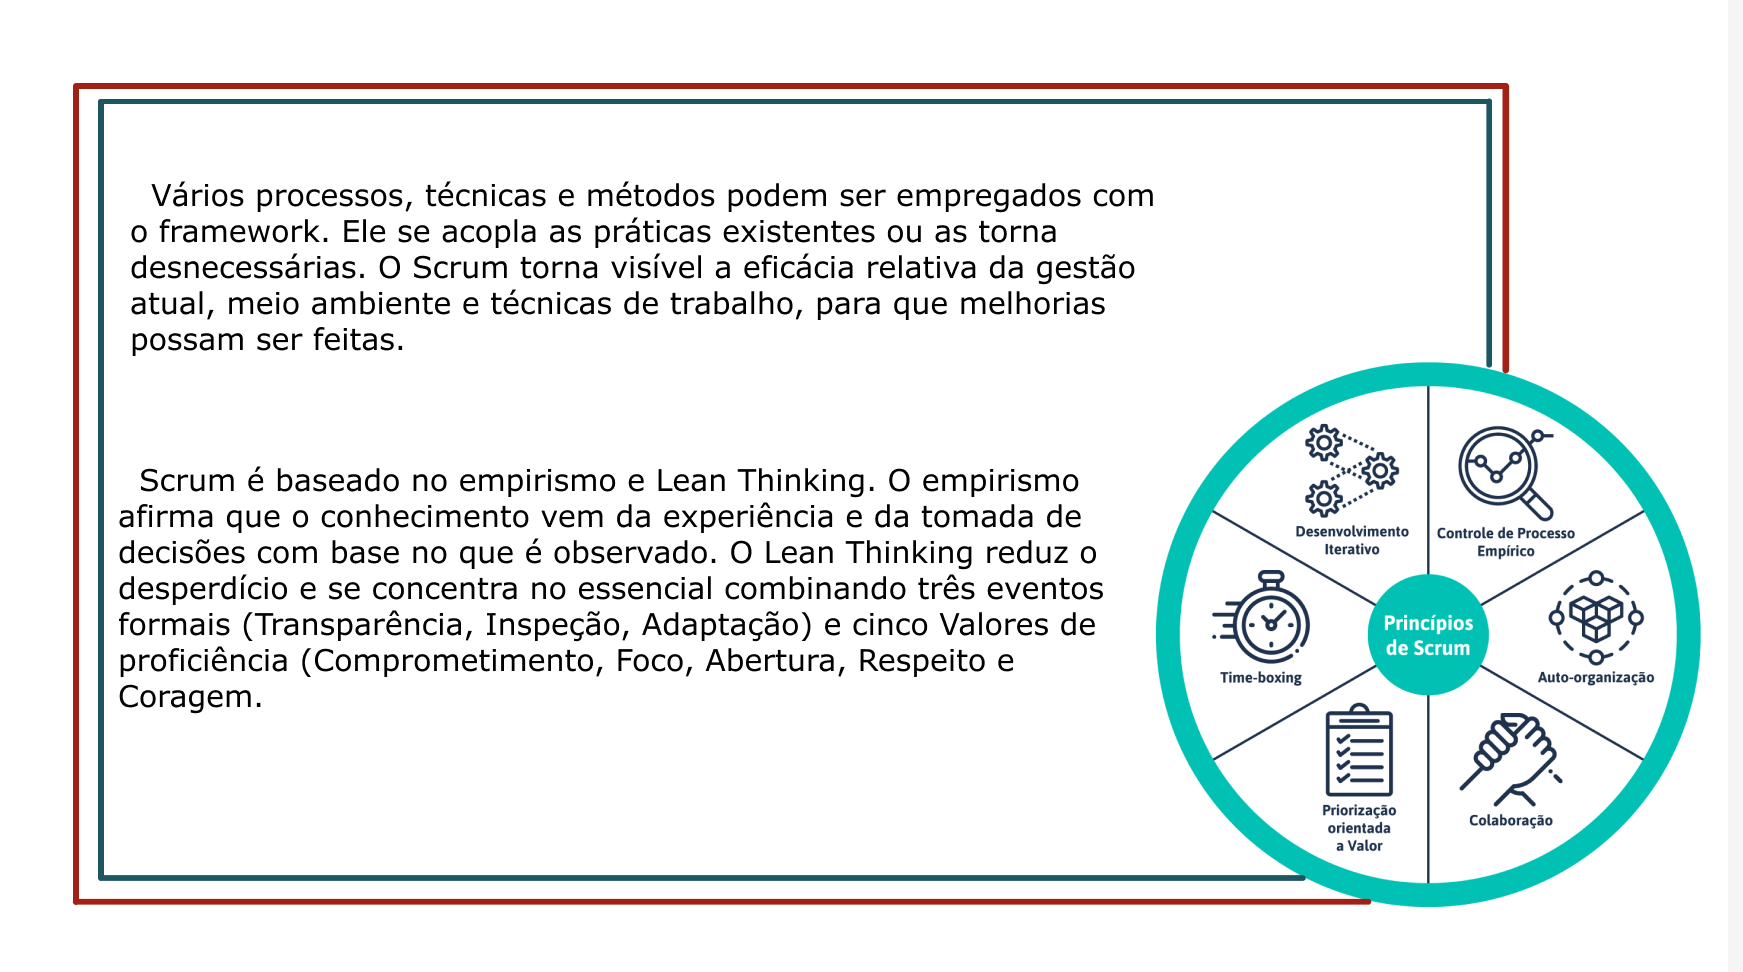 Vários processos, técnicas e métodos podem ser empregados com
o framework. Ele se acopla as práticas existentes ou as torna
desnecessárias. O Scrum torna visível a eficácia relativa da gestão
atual, meio ambiente e técnicas de trabalho, para que melhorias
possam ser feitas.
Scrum é baseado no empirismo e Lean Thinking. O empirismo
afirma que o conhecimento vem da experiência e da tomada de
decisões com base no que é observado. O Lean Thinking reduz o
desperdício e se concentra no essencial combinando três eventos
formais (Transparência, Inspeção, Adaptação) e cinco Valores de
proficiência (Comprometimento, Foco, Abertura, Respeito e
Coragem.
Desenvolvimento
Iterativo
Controle de Processo
Empírico
Princípios
de Scrum
Time-boxing
Auto-organização
Priorização
orientada
a Valor
Colaboração